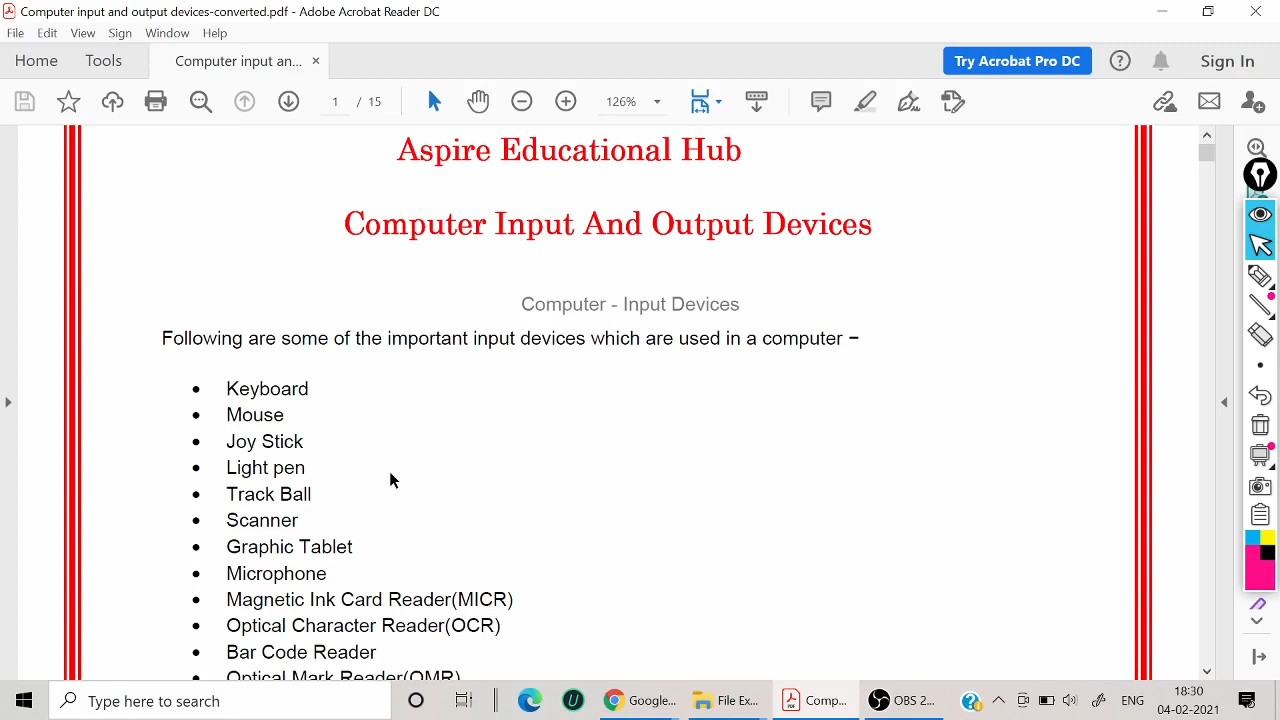 Computer input and output devices-converted.pdf - Adobe Acrobat Reader DC
File Edit View Sign Window Help
Home Tools Computer input an... × Try Acrobat Pro DC Sign In
1 / 15 126%
Aspire Educational Hub
Computer Input And Output Devices
Computer - Input Devices
Following are some of the important input devices which are used in a computer −
• Keyboard
• Mouse
• Joy Stick
• Light pen
• Track Ball
• Scanner
• Graphic Tablet
• Microphone
• Magnetic Ink Card Reader(MICR)
• Optical Character Reader(OCR)
• Bar Code Reader
• Optical Mark Reader(OMR)
Type here to search Google... File Ex... Comp... OBS 2... ENG 18:30
04-02-2021